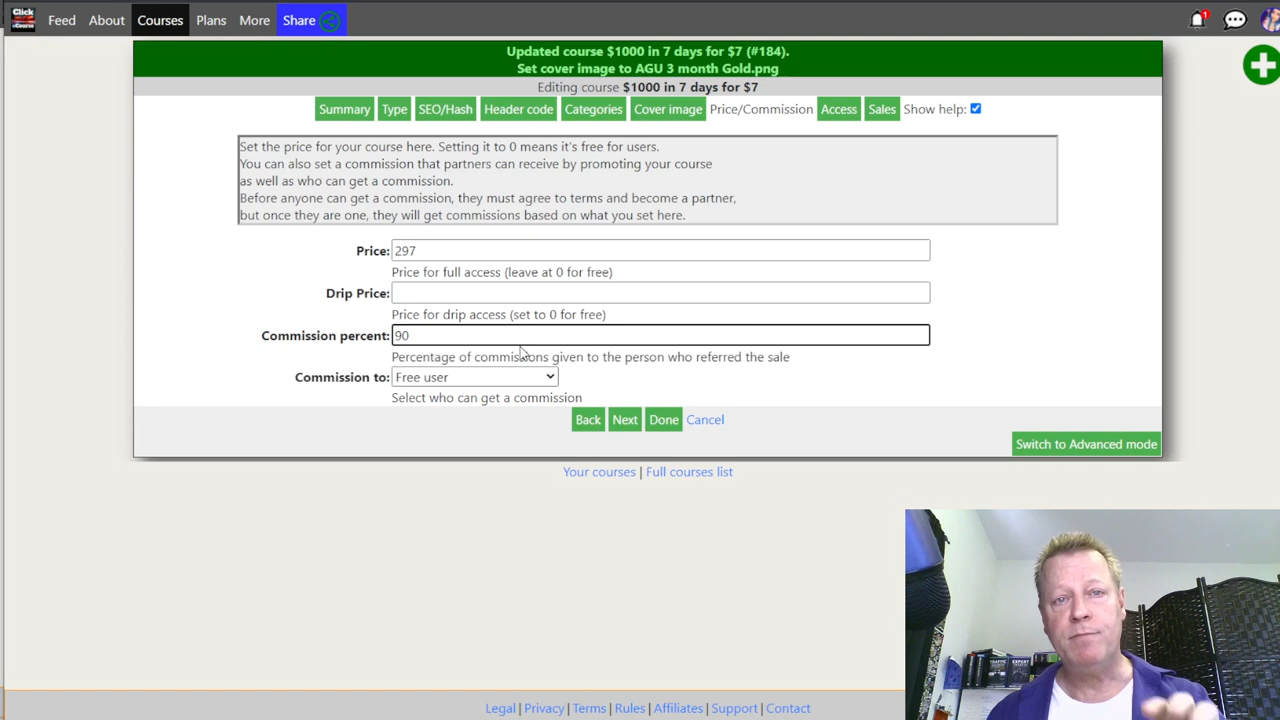 Click
eCourse
Feed About Courses Plans More Share
1
Updated course $1000 in 7 days for $7 (#184).
Set cover image to AGU 3 month Gold.png
Editing course $1000 in 7 days for $7
Summary Type SEO/Hash Header code Categories Cover image Price/Commission Access Sales Show help:
Set the price for your course here. Setting it to 0 means it's free for users.
You can also set a commission that partners can receive by promoting your course
as well as who can get a commission.
Before anyone can get a commission, they must agree to terms and become a partner,
but once they are one, they will get commissions based on what you set here.
Price: 297
Price for full access (leave at 0 for free)
Drip Price:
Price for drip access (set to 0 for free)
Commission percent: 90
Percentage of commissions given to the person who referred the sale
Commission to: Free user
Select who can get a commission
Back Next Done Cancel
Switch to Advanced mode
Your courses | Full courses list
TRAFFIC EXPERT
Legal | Privacy | Terms | Rules | Affiliates | Support | Contact